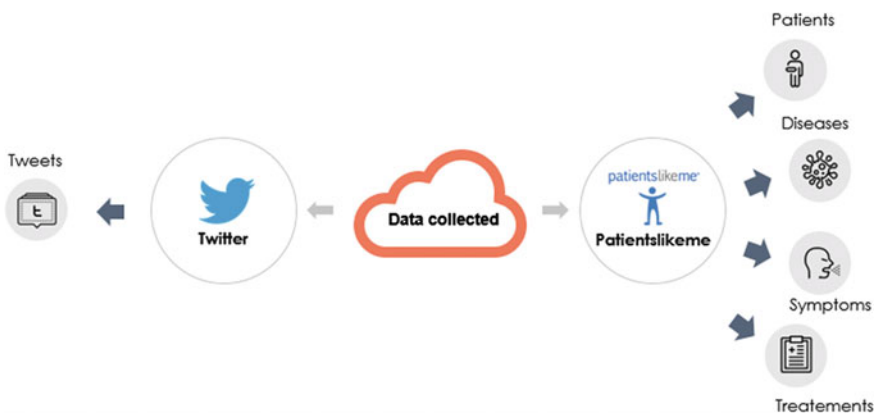 Patients
Diseases
Tweets
t
Twitter
Data collected
patientslikeme
Patientslikeme
Symptoms
Treatements